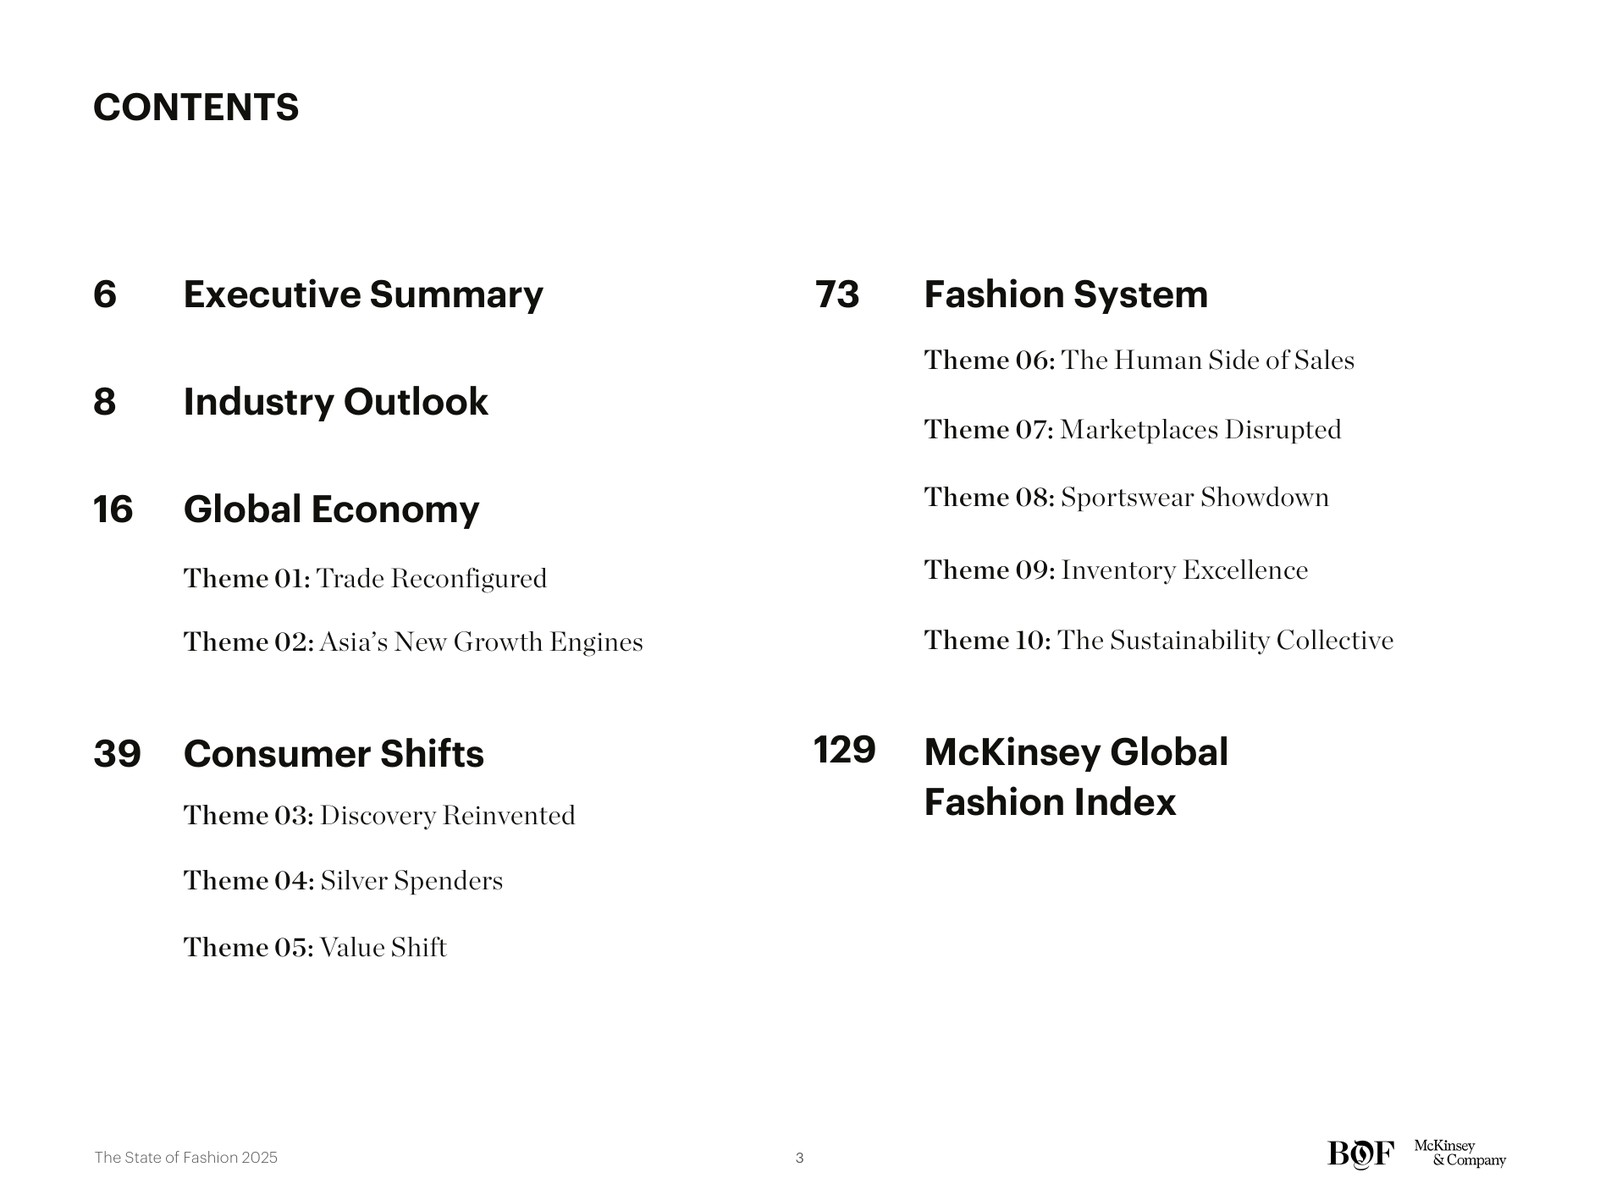 CONTENTS
6 Executive Summary
8 Industry Outlook
16 Global Economy
Theme 01: Trade Reconfigured
Theme 02: Asia’s New Growth Engines
39 Consumer Shifts
Theme 03: Discovery Reinvented
Theme 04: Silver Spenders
Theme 05: Value Shift
73 Fashion System
Theme 06: The Human Side of Sales
Theme 07: Marketplaces Disrupted
Theme 08: Sportswear Showdown
Theme 09: Inventory Excellence
Theme 10: The Sustainability Collective
129 McKinsey Global
Fashion Index
The State of Fashion 2025
3
BOF
McKinsey
& Company